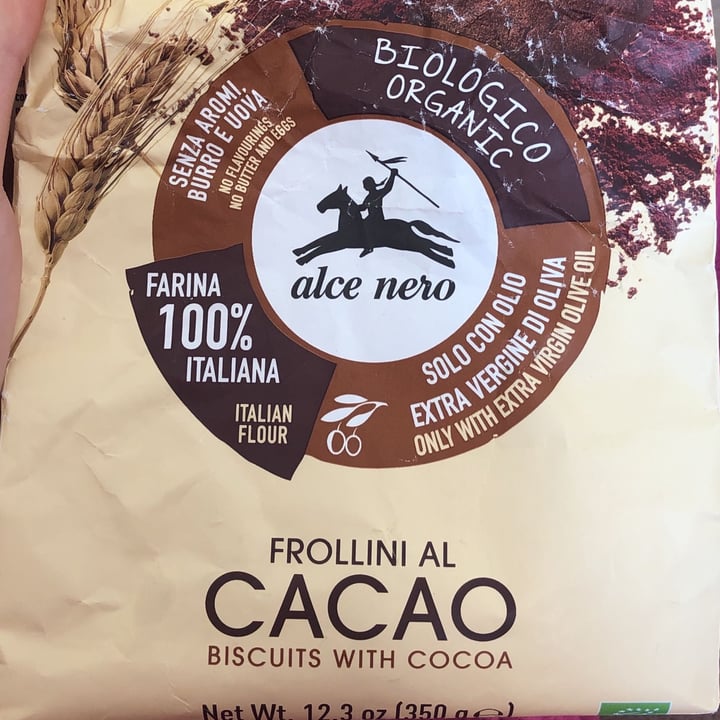 BIOLOGICO
ORGANIC
SENZA AROMI,
BURRO E UOVA
NO FLAVOURINGS
NO BUTTER AND EGGS
alce nero
FARINA
100%
ITALIANA
ITALIAN
FLOUR
SOLO CON OLIO
EXTRA VERGINE DI OLIVA
ONLY WITH EXTRA VIRGIN OLIVE OIL
FROLLINI AL
CACAO
BISCUITS WITH COCOA
Net Wt. 12.3 oz (350 g ℮)